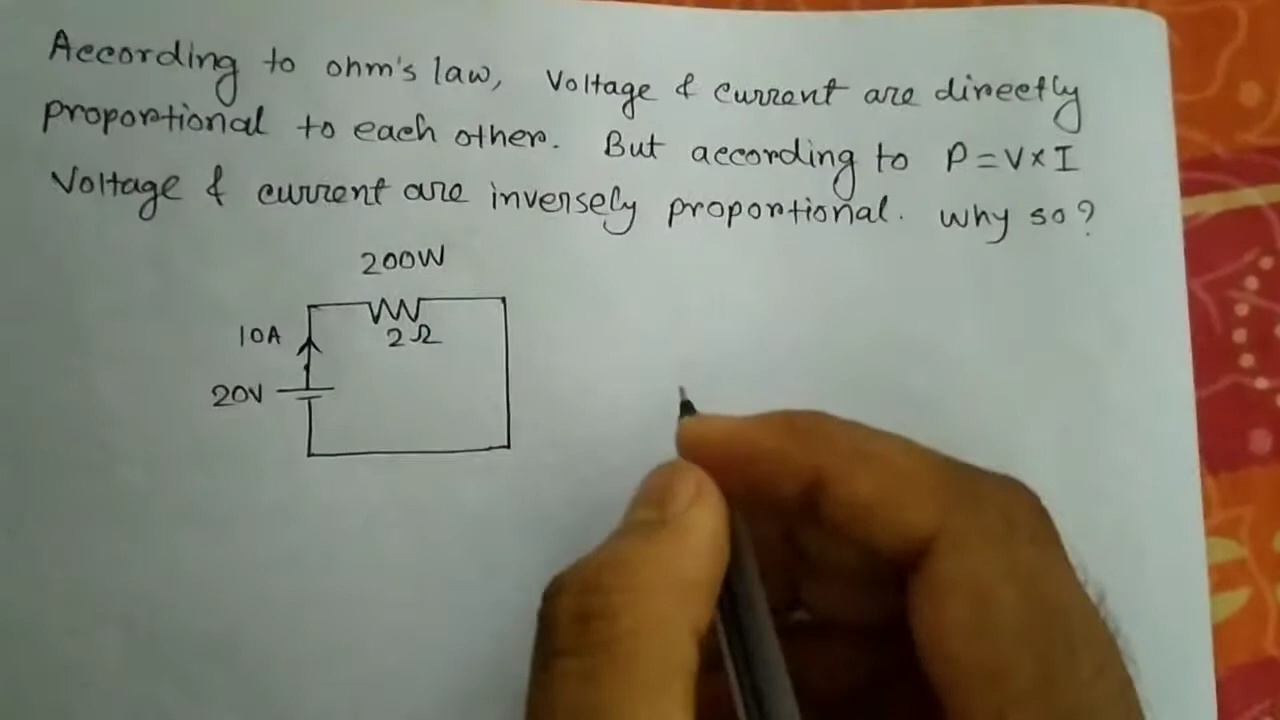 According to ohm's law, Voltage & current are directly
proportional to each other. But according to P=V×I
Voltage & current are inversely proportional. Why so?
200W
10A
2Ω
20V